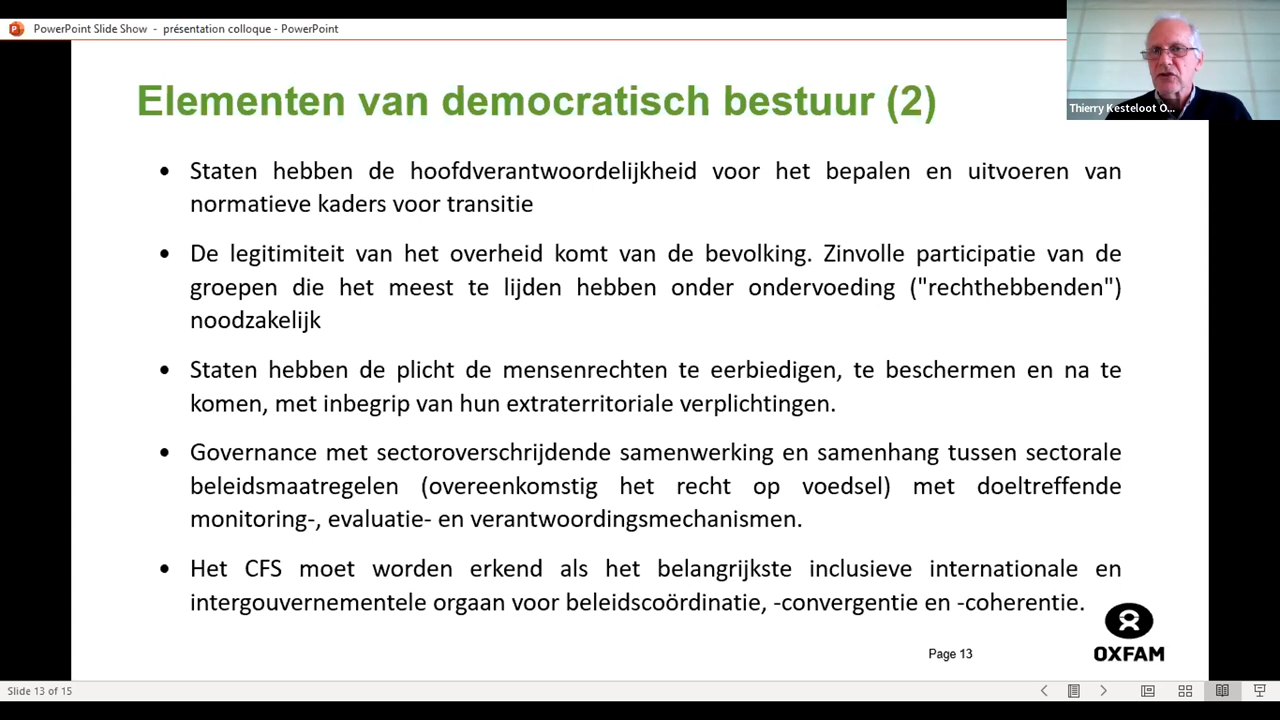 PowerPoint Slide Show - présentation colloque - PowerPoint
Thierry Kesteloot O...
Elementen van democratisch bestuur (2)
• Staten hebben de hoofdverantwoordelijkheid voor het bepalen en uitvoeren van
normatieve kaders voor transitie
• De legitimiteit van het overheid komt van de bevolking. Zinvolle participatie van de
groepen die het meest te lijden hebben onder ondervoeding ("rechthebbenden")
noodzakelijk
• Staten hebben de plicht de mensenrechten te eerbiedigen, te beschermen en na te
komen, met inbegrip van hun extraterritoriale verplichtingen.
• Governance met sectoroverschrijdende samenwerking en samenhang tussen sectorale
beleidsmaatregelen (overeenkomstig het recht op voedsel) met doeltreffende
monitoring-, evaluatie- en verantwoordingsmechanismen.
• Het CFS moet worden erkend als het belangrijkste inclusieve internationale en
intergouvernementele orgaan voor beleidscoördinatie, -convergentie en -coherentie.
Page 13
OXFAM
Slide 13 of 15